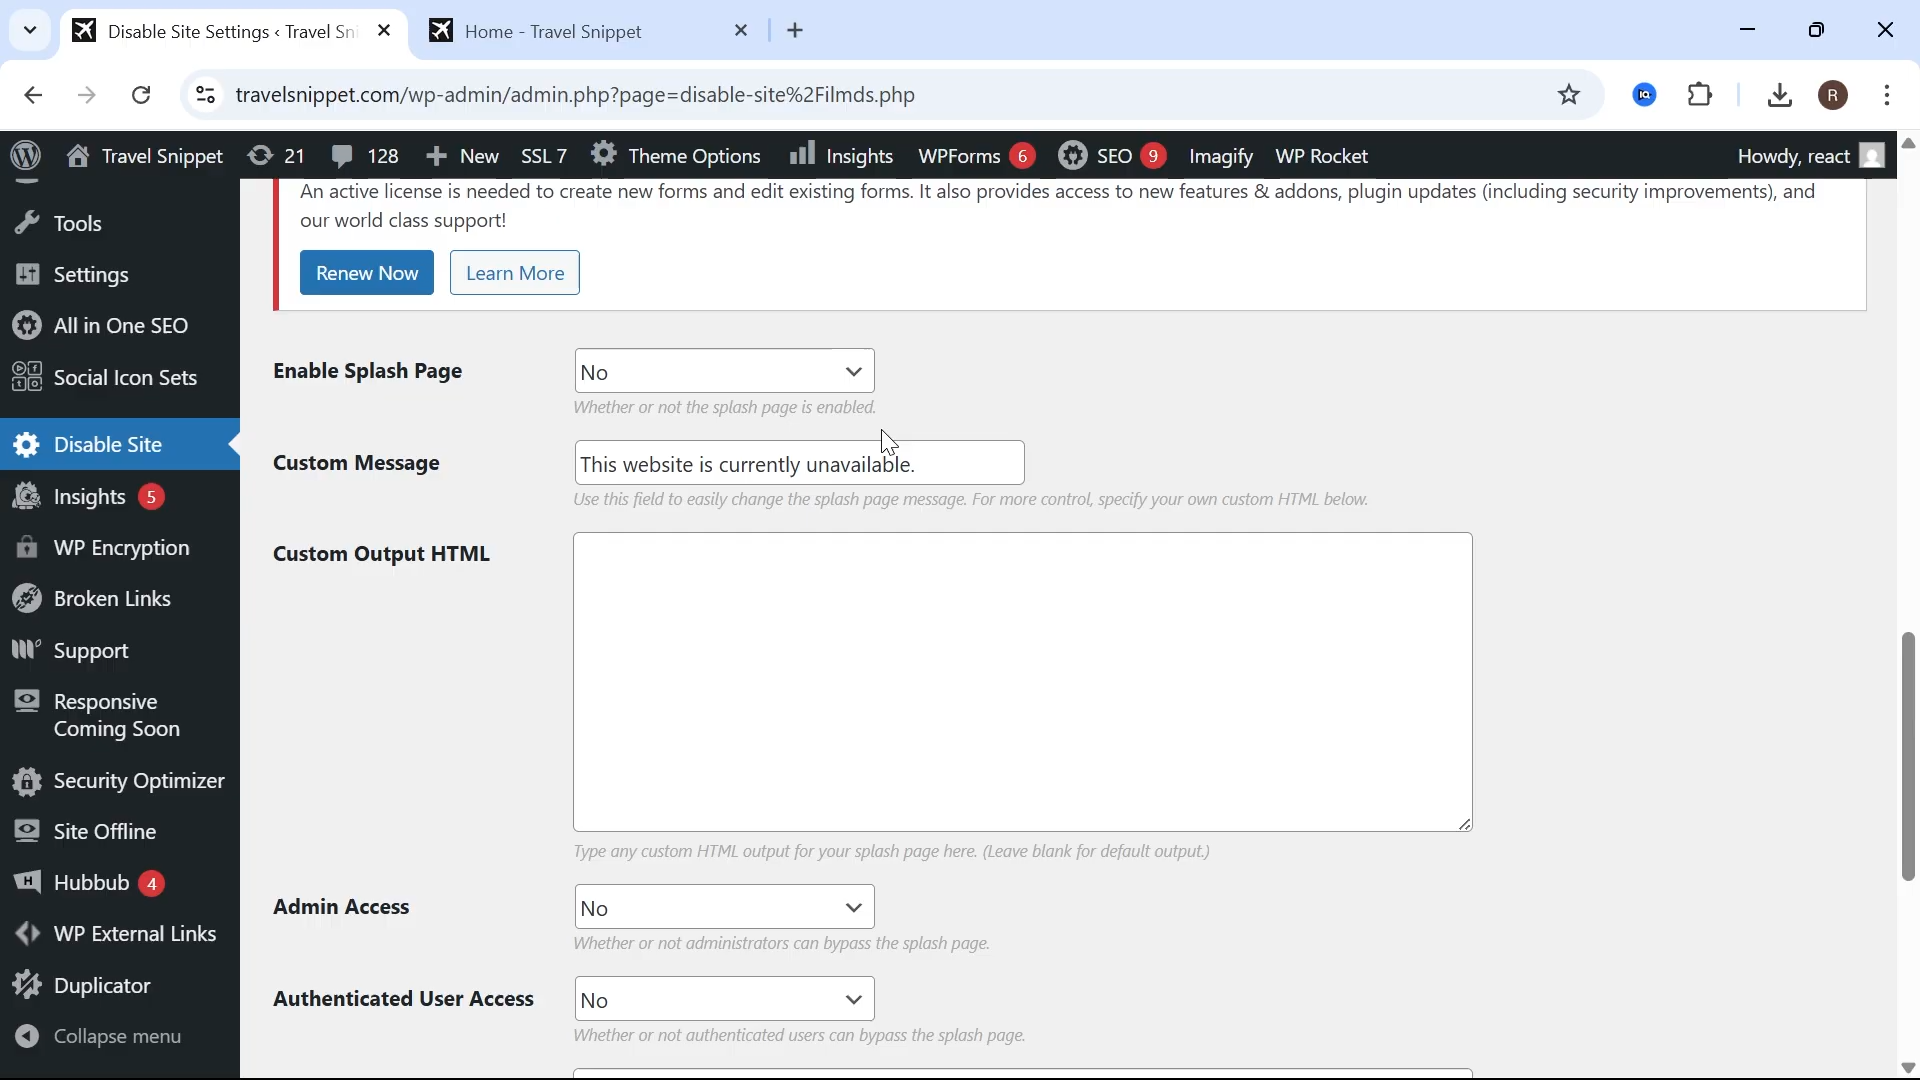 Disable Site Settings ‹ Travel Sni
Home - Travel Snippet
travelsnippet.com/wp-admin/admin.php?page=disable-site%2Filmds.php
R
Travel Snippet
21
128
New
SSL 7
Theme Options
Insights
WPForms 6
SEO 9
Imagify
WP Rocket
Howdy, react
Tools
Settings
All in One SEO
Social Icon Sets
Disable Site
Insights 5
WP Encryption
Broken Links
Support
Responsive
Coming Soon
Security Optimizer
Site Offline
Hubbub 4
WP External Links
Duplicator
Collapse menu
An active license is needed to create new forms and edit existing forms. It also provides access to new features & addons, plugin updates (including security improvements), and
our world class support!
Renew Now
Learn More
Enable Splash Page
No
Whether or not the splash page is enabled.
Custom Message
This website is currently unavailable.
Use this field to easily change the splash page message. For more control, specify your own custom HTML below.
Custom Output HTML
Type any custom HTML output for your splash page here. (Leave blank for default output.)
Admin Access
No
Whether or not administrators can bypass the splash page.
Authenticated User Access
No
Whether or not authenticated users can bypass the splash page.